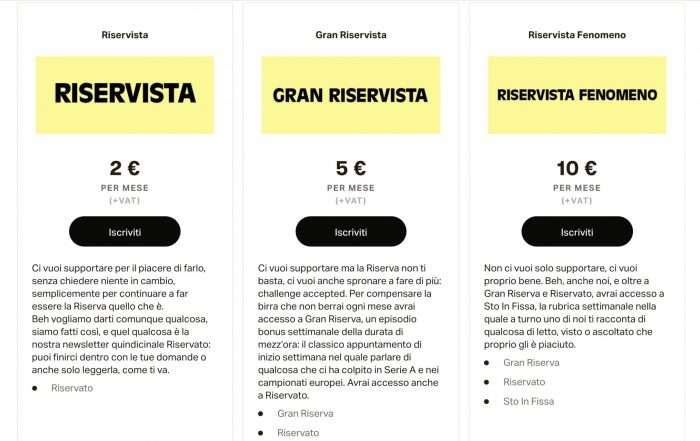 Riservista
RISERVISTA
2 €
PER MESE
(+VAT)
Iscriviti
Ci vuoi supportare per il piacere di farlo,
senza chiedere niente in cambio,
semplicemente per continuare a far
essere la Riserva quello che è.
Beh vogliamo darti comunque qualcosa,
siamo fatti così, e quel qualcosa è la
nostra newsletter quindicinale Riservato:
puoi finirci dentro con le tue domande o
anche solo leggerla, come ti va.
Riservato
Gran Riservista
GRAN RISERVISTA
5 €
PER MESE
(+VAT)
Iscriviti
Ci vuoi supportare ma la Riserva non ti
basta, ci vuoi anche spronare a fare di più:
challenge accepted. Per compensare la
birra che non berrai ogni mese avrai
accesso a Gran Riserva, un episodio
bonus settimanale della durata di
mezz'ora: il classico appuntamento di
inizio settimana nel quale parlare di
qualcosa che ci ha colpito in Serie A e nei
campionati europei. Avrai accesso anche
a Riservato.
Gran Riserva
Riservato
Riservista Fenomeno
RISERVISTA FENOMENO
10 €
PER MESE
(+VAT)
Iscriviti
Non ci vuoi solo supportare, ci vuoi
proprio bene. Beh, anche noi, e oltre a
Gran Riserva e Riservato, avrai accesso a
Sto In Fissa, la rubrica settimanale nella
quale a turno uno di noi ti racconta di
qualcosa di letto, visto o ascoltato che
proprio gli è piaciuto.
Gran Riserva
Riservato
Sto In Fissa